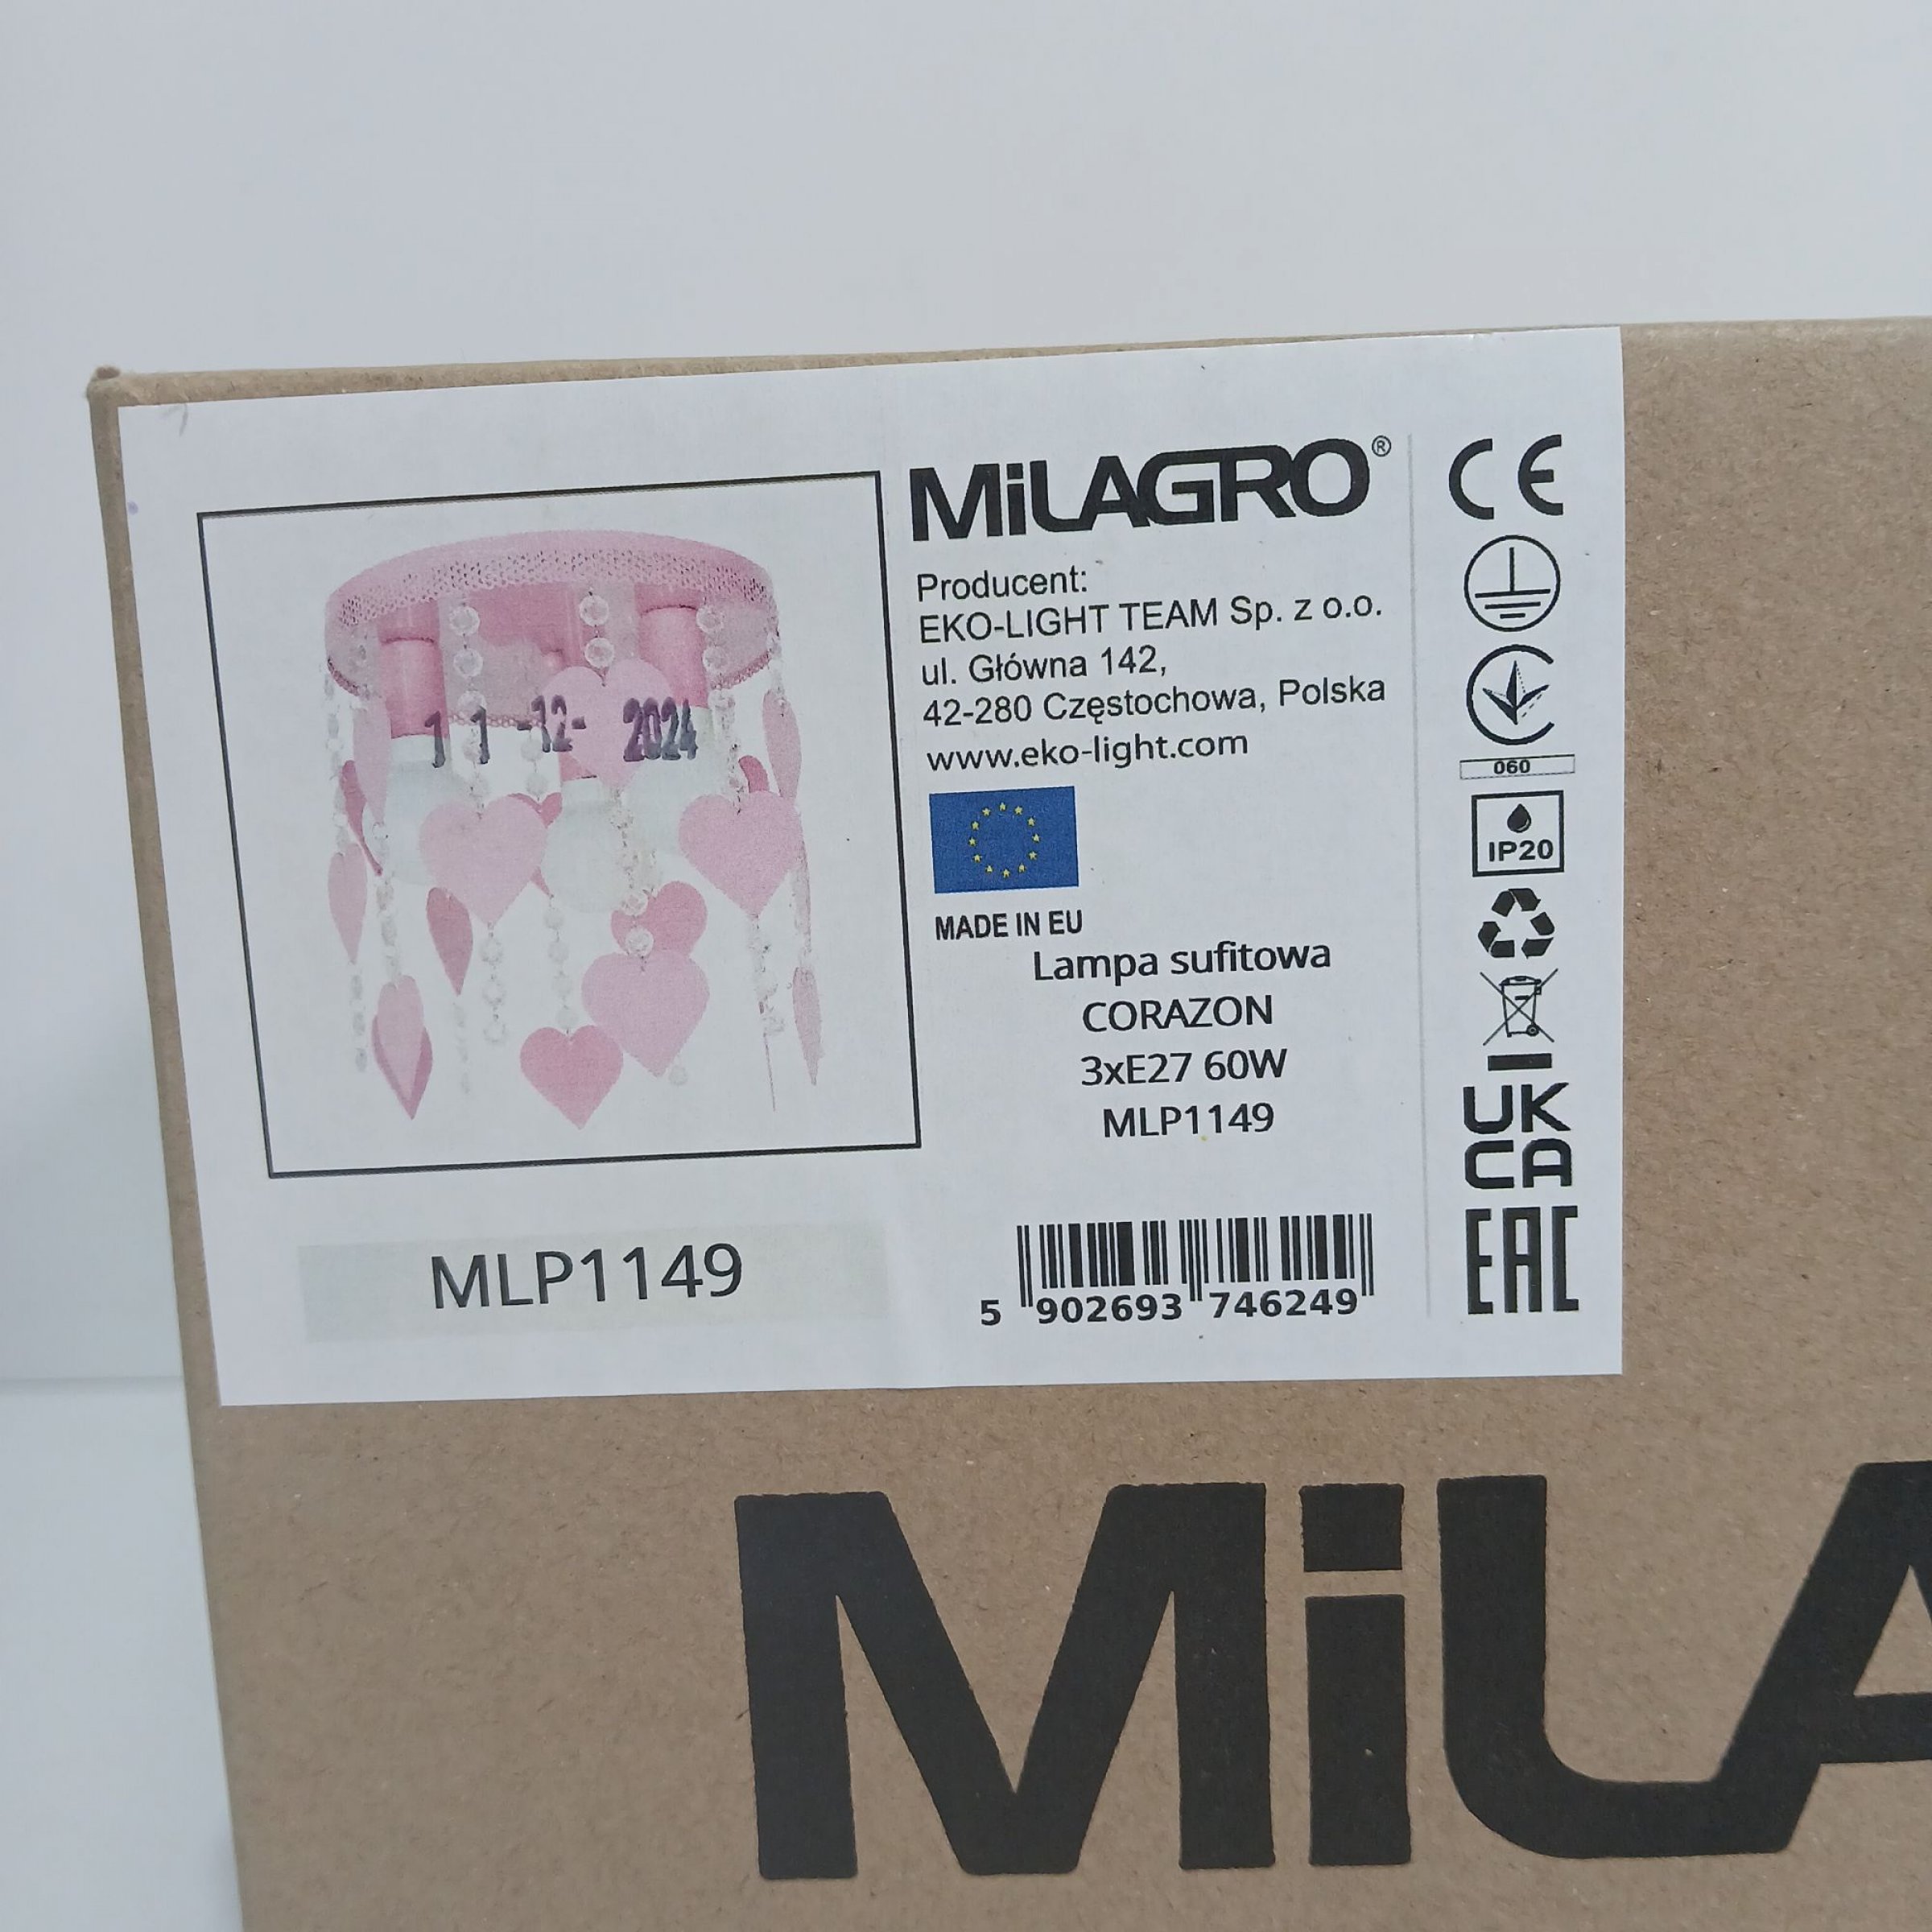 11 -12- 2024
MiLAGRO®
Producent:
EKO-LIGHT TEAM Sp. z o.o.
ul. Główna 142,
42-280 Częstochowa, Polska
www.eko-light.com
MADE IN EU
Lampa sufitowa
CORAZON
3xE27 60W
MLP1149
MLP1149
5 902693 746249
CE
060
IP20
UK
CA
EAC
MiLA